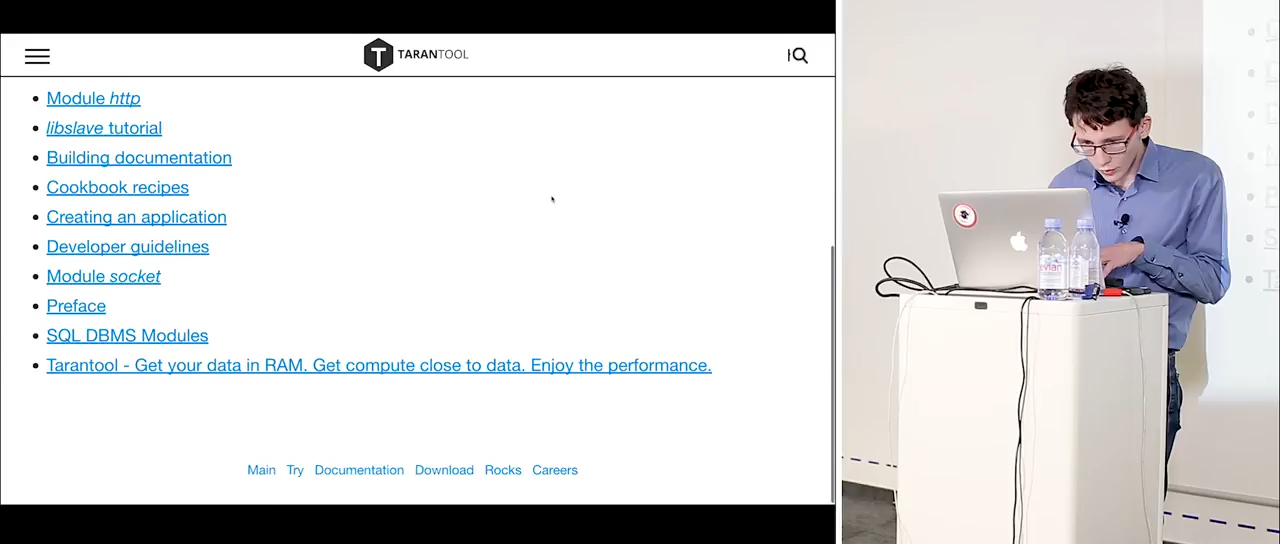 TARANTOOL
Module http
libslave tutorial
Building documentation
Cookbook recipes
Creating an application
Developer guidelines
Module socket
Preface
SQL DBMS Modules
Tarantool - Get your data in RAM. Get compute close to data. Enjoy the performance.
Main Try Documentation Download Rocks Careers
evian